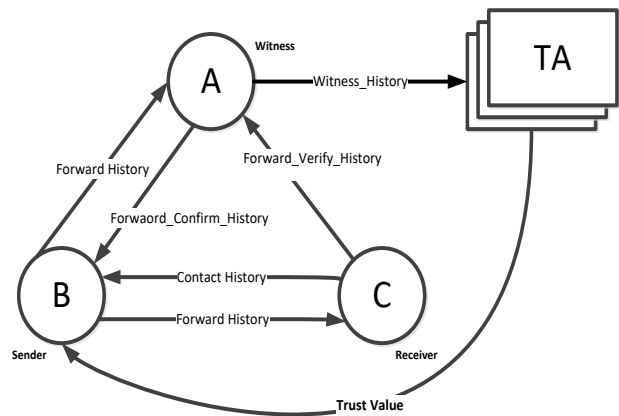 Witness
TA
A
Witness_History
Forward_Verify_History
Forward History
Forwaord_Confirm_History
Contact History
B
C
Forward History
Sender
Receiver
Trust Value